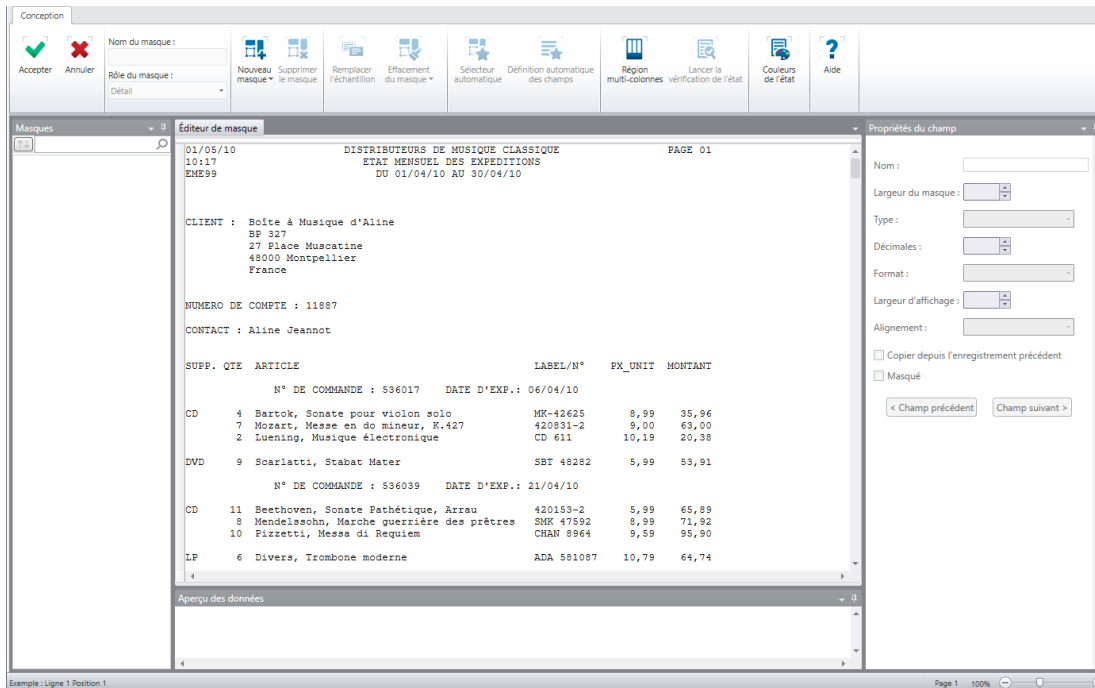 Conception
Accepter
Annuler
Nom du masque :
Rôle du masque :
Détail
Nouveau masque
Supprimer le masque
Remplacer l'échantillon
Effacement du masque
Sélecteur automatique
Définition automatique des champs
Région multi-colonnes
Lancer la vérification de l'état
Couleurs de l'état
Aide
Masques
Éditeur de masque
01/05/10 DISTRIBUTEURS DE MUSIQUE CLASSIQUE PAGE 01
10:17 ETAT MENSUEL DES EXPEDITIONS
EME99 DU 01/04/10 AU 30/04/10
CLIENT : Boîte à Musique d'Aline
BP 327
27 Place Muscatine
48000 Montpellier
France
NUMERO DE COMPTE : 11887
CONTACT : Aline Jeannot
SUPP. QTE ARTICLE LABEL/N° PX_UNIT MONTANT
N° DE COMMANDE : 536017 DATE D'EXP.: 06/04/10
CD 4 Bartok, Sonate pour violon solo MK-42625 8,99 35,96
7 Mozart, Messe en do mineur, K.427 420831-2 9,00 63,00
2 Luening, Musique électronique CD 611 10,19 20,38
DVD 9 Scarlatti, Stabat Mater SBT 48282 5,99 53,91
N° DE COMMANDE : 536039 DATE D'EXP.: 21/04/10
CD 11 Beethoven, Sonate Pathétique, Arrau 420153-2 5,99 65,89
8 Mendelssohn, Marche guerrière des prêtres SMK 47592 8,99 71,92
10 Pizzetti, Messa di Requiem CHAN 8964 9,59 95,90
LP 6 Divers, Trombone moderne ADA 581087 10,79 64,74
Aperçu des données
Propriétés du champ
Nom :
Largeur du masque :
Type :
Décimales :
Format :
Largeur d'affichage :
Alignement :
Copier depuis l'enregistrement précédent
Masqué
< Champ précédent
Champ suivant >
Exemple : Ligne 1 Position 1
Page 1 100%